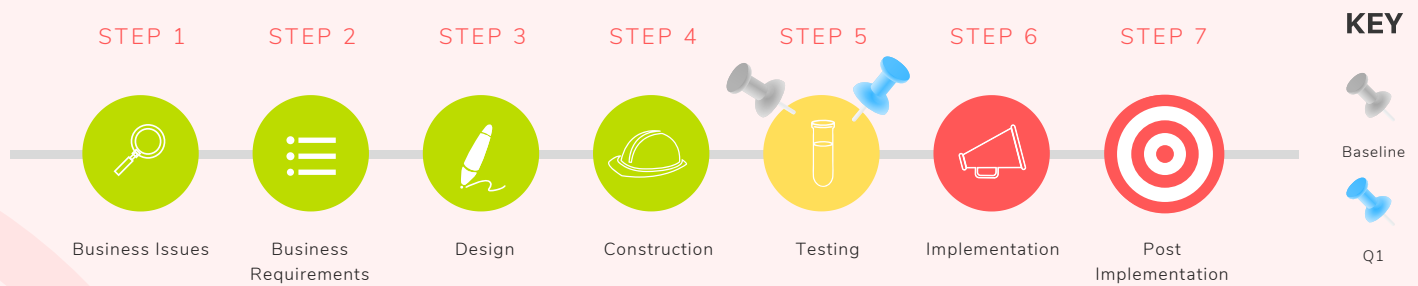 STEP 1
STEP 2
STEP 3
STEP 4
STEP 5
STEP 6
STEP 7
KEY
Business Issues
Business
Requirements
Design
Construction
Testing
Implementation
Post
Implementation
Baseline
Q1